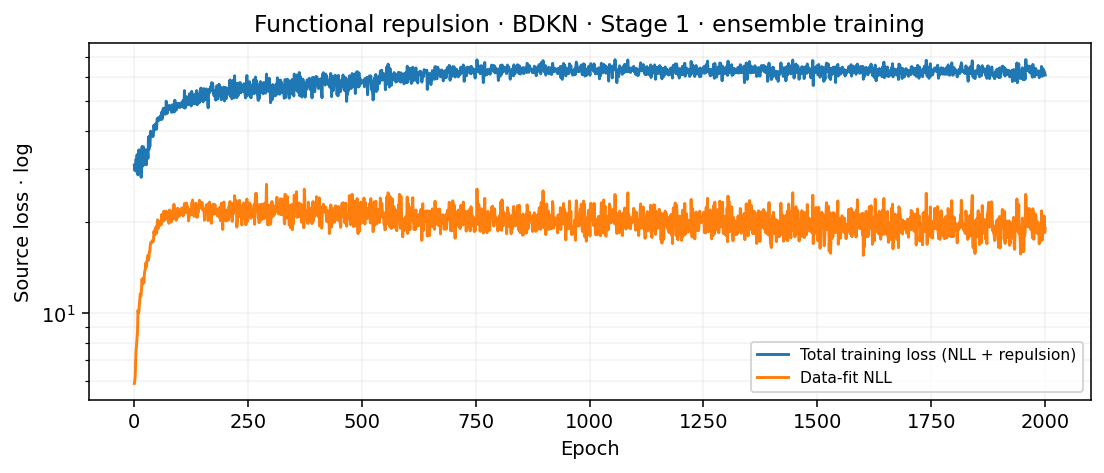 Functional repulsion · BDKN · Stage 1 · ensemble training
Source loss · log
10¹
Total training loss (NLL + repulsion)
Data-fit NLL
0 250 500 750 1000 1250 1500 1750 2000
Epoch